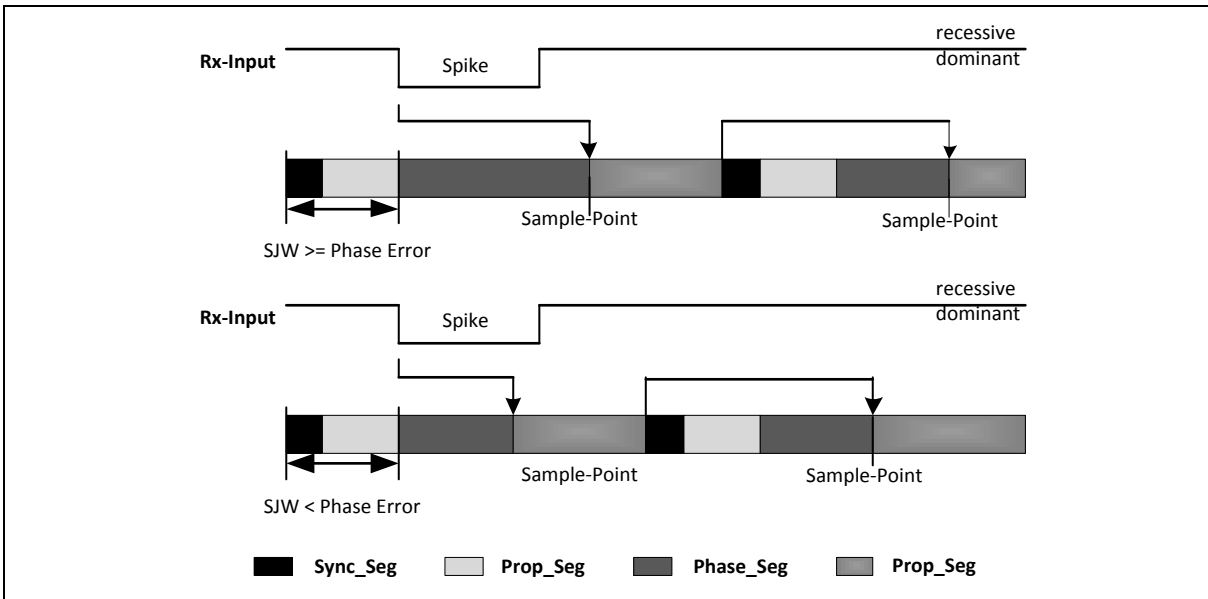 recessive
Rx-Input
dominant
Spike
Sample-Point
Sample-Point
SJW >= Phase Error
recessive
Rx-Input
dominant
Spike
Sample-Point
Sample-Point
SJW < Phase Error
Sync_Seg Prop_Seg Phase_Seg Prop_Seg